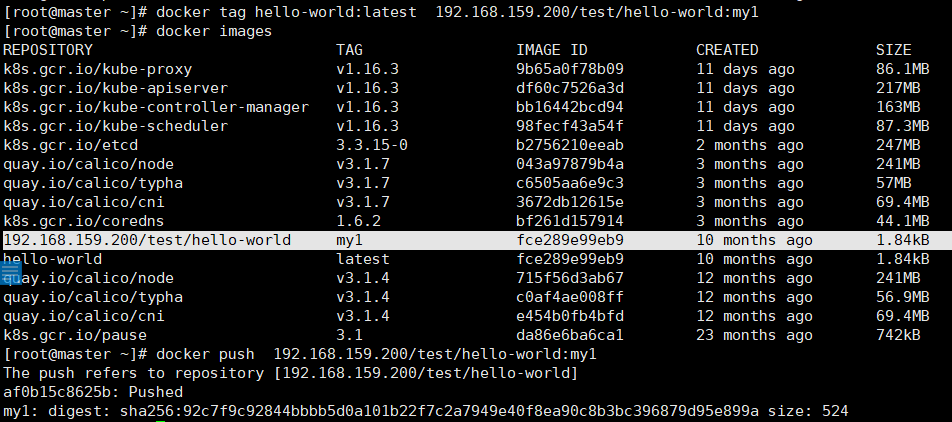 [root@master ~]# docker tag hello-world:latest  192.168.159.200/test/hello-world:my1
[root@master ~]# docker images
REPOSITORY TAG IMAGE ID CREATED SIZE
k8s.gcr.io/kube-proxy v1.16.3 9b65a0f78b09 11 days ago 86.1MB
k8s.gcr.io/kube-apiserver v1.16.3 df60c7526a3d 11 days ago 217MB
k8s.gcr.io/kube-controller-manager v1.16.3 bb16442bcd94 11 days ago 163MB
k8s.gcr.io/kube-scheduler v1.16.3 98fecf43a54f 11 days ago 87.3MB
k8s.gcr.io/etcd 3.3.15-0 b2756210eeab 2 months ago 247MB
quay.io/calico/node v3.1.7 043a97879b4a 3 months ago 241MB
quay.io/calico/typha v3.1.7 c6505aa6e9c3 3 months ago 57MB
quay.io/calico/cni v3.1.7 3672db12615e 3 months ago 69.4MB
k8s.gcr.io/coredns 1.6.2 bf261d157914 3 months ago 44.1MB
192.168.159.200/test/hello-world my1 fce289e99eb9 10 months ago 1.84kB
hello-world latest fce289e99eb9 10 months ago 1.84kB
quay.io/calico/node v3.1.4 715f56d3ab67 12 months ago 241MB
quay.io/calico/typha v3.1.4 c0af4ae008ff 12 months ago 56.9MB
quay.io/calico/cni v3.1.4 e454b0fb4bfd 12 months ago 69.4MB
k8s.gcr.io/pause 3.1 da86e6ba6ca1 23 months ago 742kB
[root@master ~]# docker push  192.168.159.200/test/hello-world:my1
The push refers to repository [192.168.159.200/test/hello-world]
af0b15c8625b: Pushed
my1: digest: sha256:92c7f9c92844bbbb5d0a101b22f7c2a7949e40f8ea90c8b3bc396879d95e899a size: 524